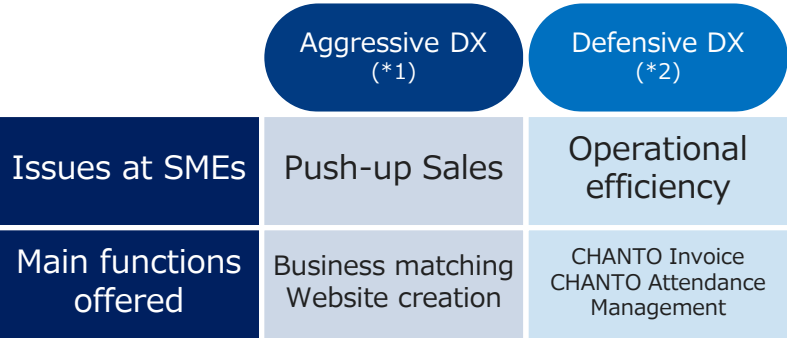 Aggressive DX
(*1)
Defensive DX
(*2)
Issues at SMEs
Push-up Sales
Operational
efficiency
Main functions
offered
Business matching
Website creation
CHANTO Invoice
CHANTO Attendance
Management